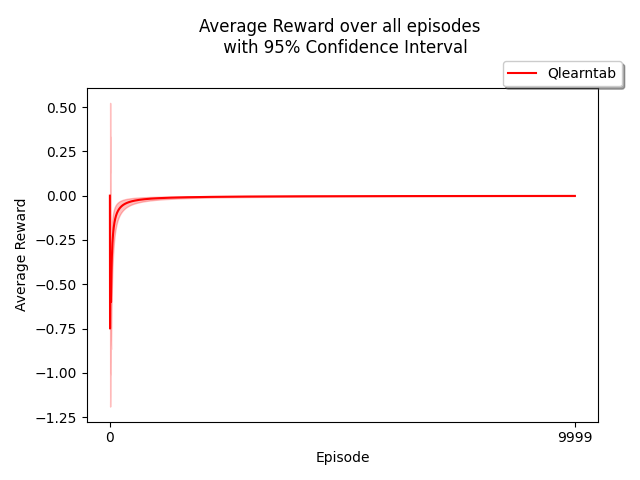 Average Reward over all episodes
with 95% Confidence Interval
Qlearntab
0.50
0.25
0.00
−0.25
−0.50
−0.75
−1.00
−1.25
Average Reward
0 9999
Episode